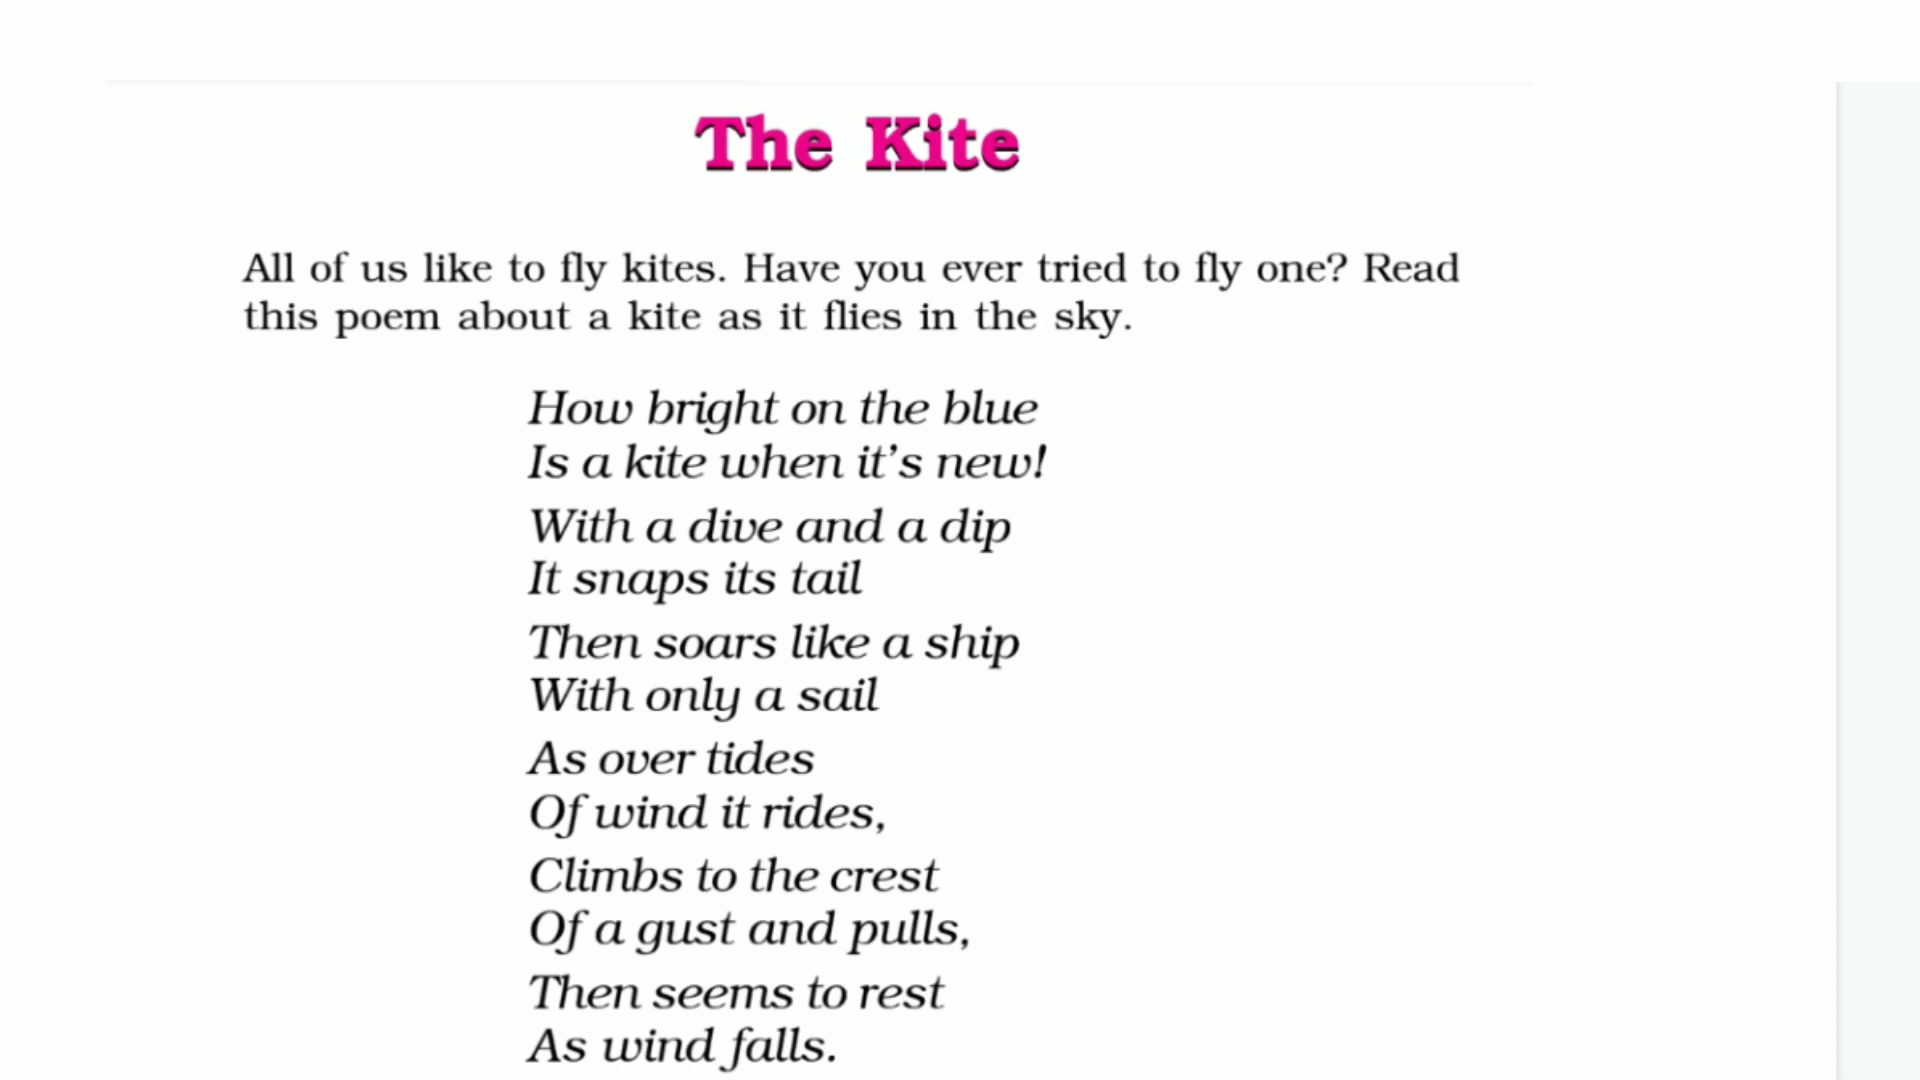 The Kite
All of us like to fly kites. Have you ever tried to fly one? Read
this poem about a kite as it flies in the sky.
How bright on the blue
Is a kite when it’s new!
With a dive and a dip
It snaps its tail
Then soars like a ship
With only a sail
As over tides
Of wind it rides,
Climbs to the crest
Of a gust and pulls,
Then seems to rest
As wind falls.